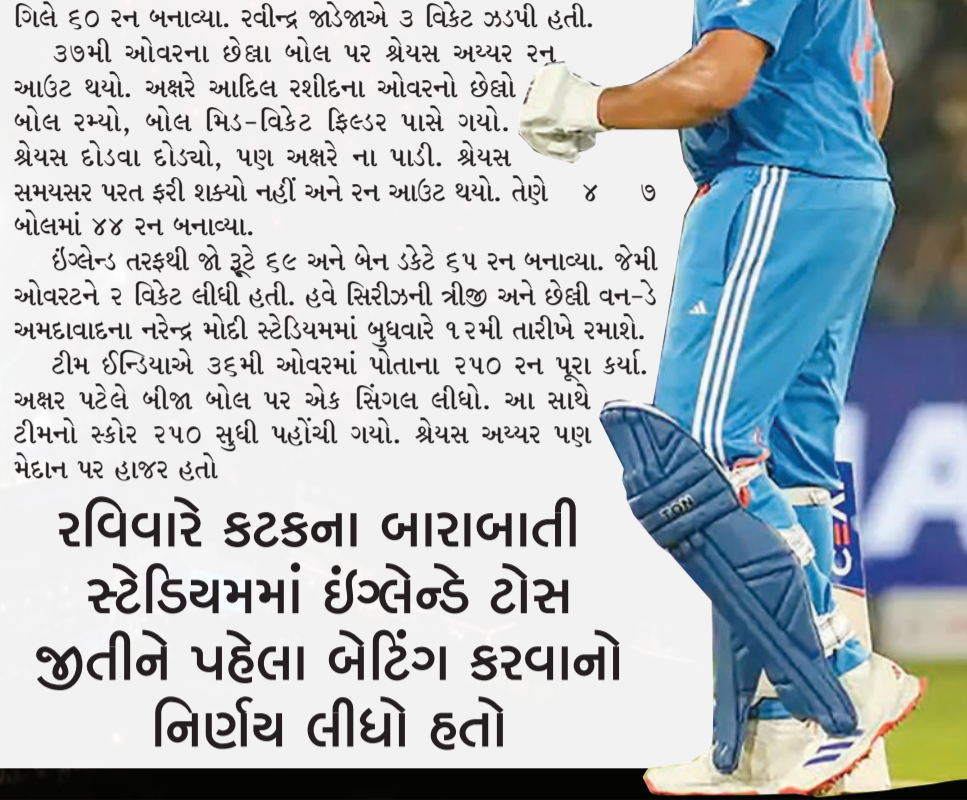 ગિલે ૬૦ રન બનાવ્યા. રવીન્દ્ર જાડેજાએ ૩ વિકેટ ઝડપી હતી.
૩૭મી ઓવરના છેલ્લા બોલ પર શ્રેયસ અય્યર રન
આઉટ થયો. અક્ષરે આદિલ રશીદના ઓવરનો છેલ્લો
બોલ રમ્યો, બોલ મિડ-વિકેટ ફિલ્ડર પાસે ગયો.
શ્રેયસ દોડવા દોડ્યો, પણ અક્ષરે ના પાડી. શ્રેયસ
સમયસર પરત ફરી શક્યો નહીં અને રન આઉટ થયો. તેણે ૪ ૭
બોલમાં ૪૪ રન બનાવ્યા.
ઇંગ્લેન્ડ તરફથી જો રૂટે ૬૯ અને બેન ડકેટે ૬૫ રન બનાવ્યા. જેમી
ઓવરટને ૨ વિકેટ લીધી હતી. હવે સિરીઝની ત્રીજી અને છેલ્લી વન-ડે
અમદાવાદના નરેન્દ્ર મોદી સ્ટેડિયમમાં બુધવારે ૧૨મી તારીખે રમાશે.
ટીમ ઈન્ડિયાએ ૩૬મી ઓવરમાં પોતાના ૨૫૦ રન પૂરા કર્યા.
અક્ષર પટેલે બીજા બોલ પર એક સિંગલ લીધો. આ સાથે
ટીમનો સ્કોર ૨૫૦ સુધી પહોંચી ગયો. શ્રેયસ અય્યર પણ
મેદાન પર હાજર હતો
રવિવારે કટકના બારાબાતી
સ્ટેડિયમમાં ઇંગ્લેન્ડે ટોસ
જીતીને પહેલા બેટિંગ કરવાનો
નિર્ણય લીધો હતો
TON
CEAT